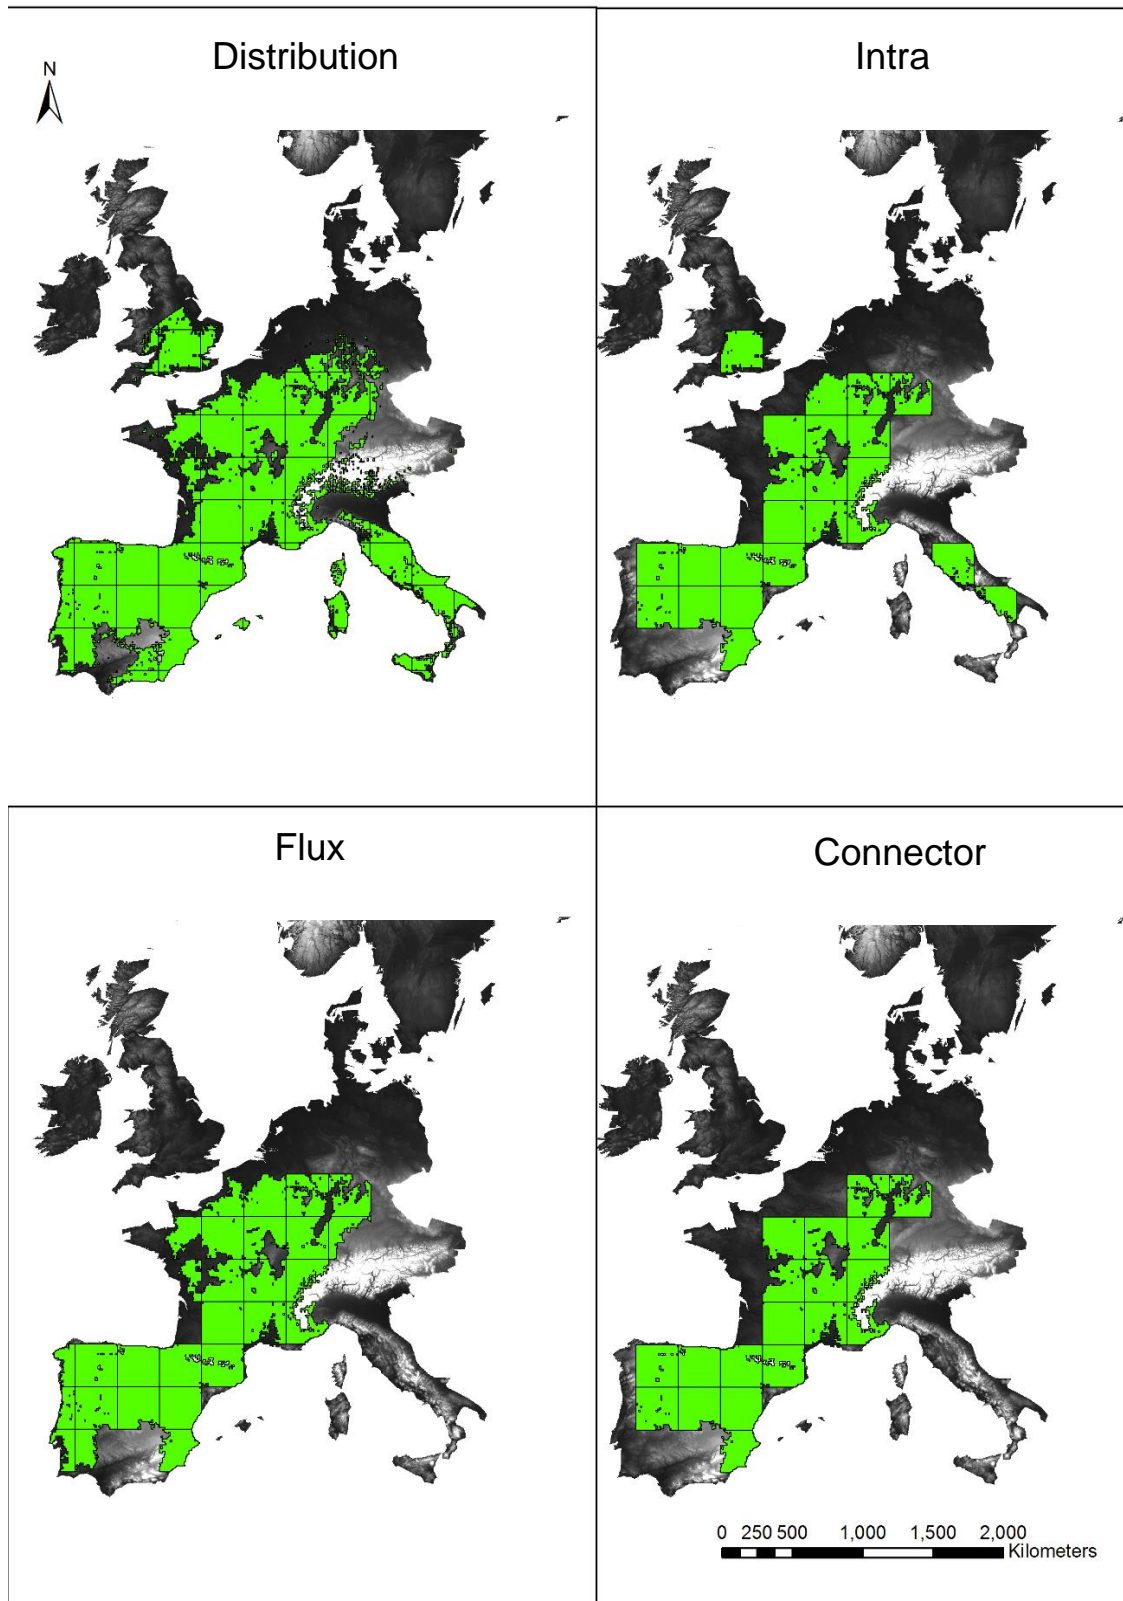 Distribution
Intra
N
Flux
Connector
0 250 500 1,000 1,500 2,000
Kilometers